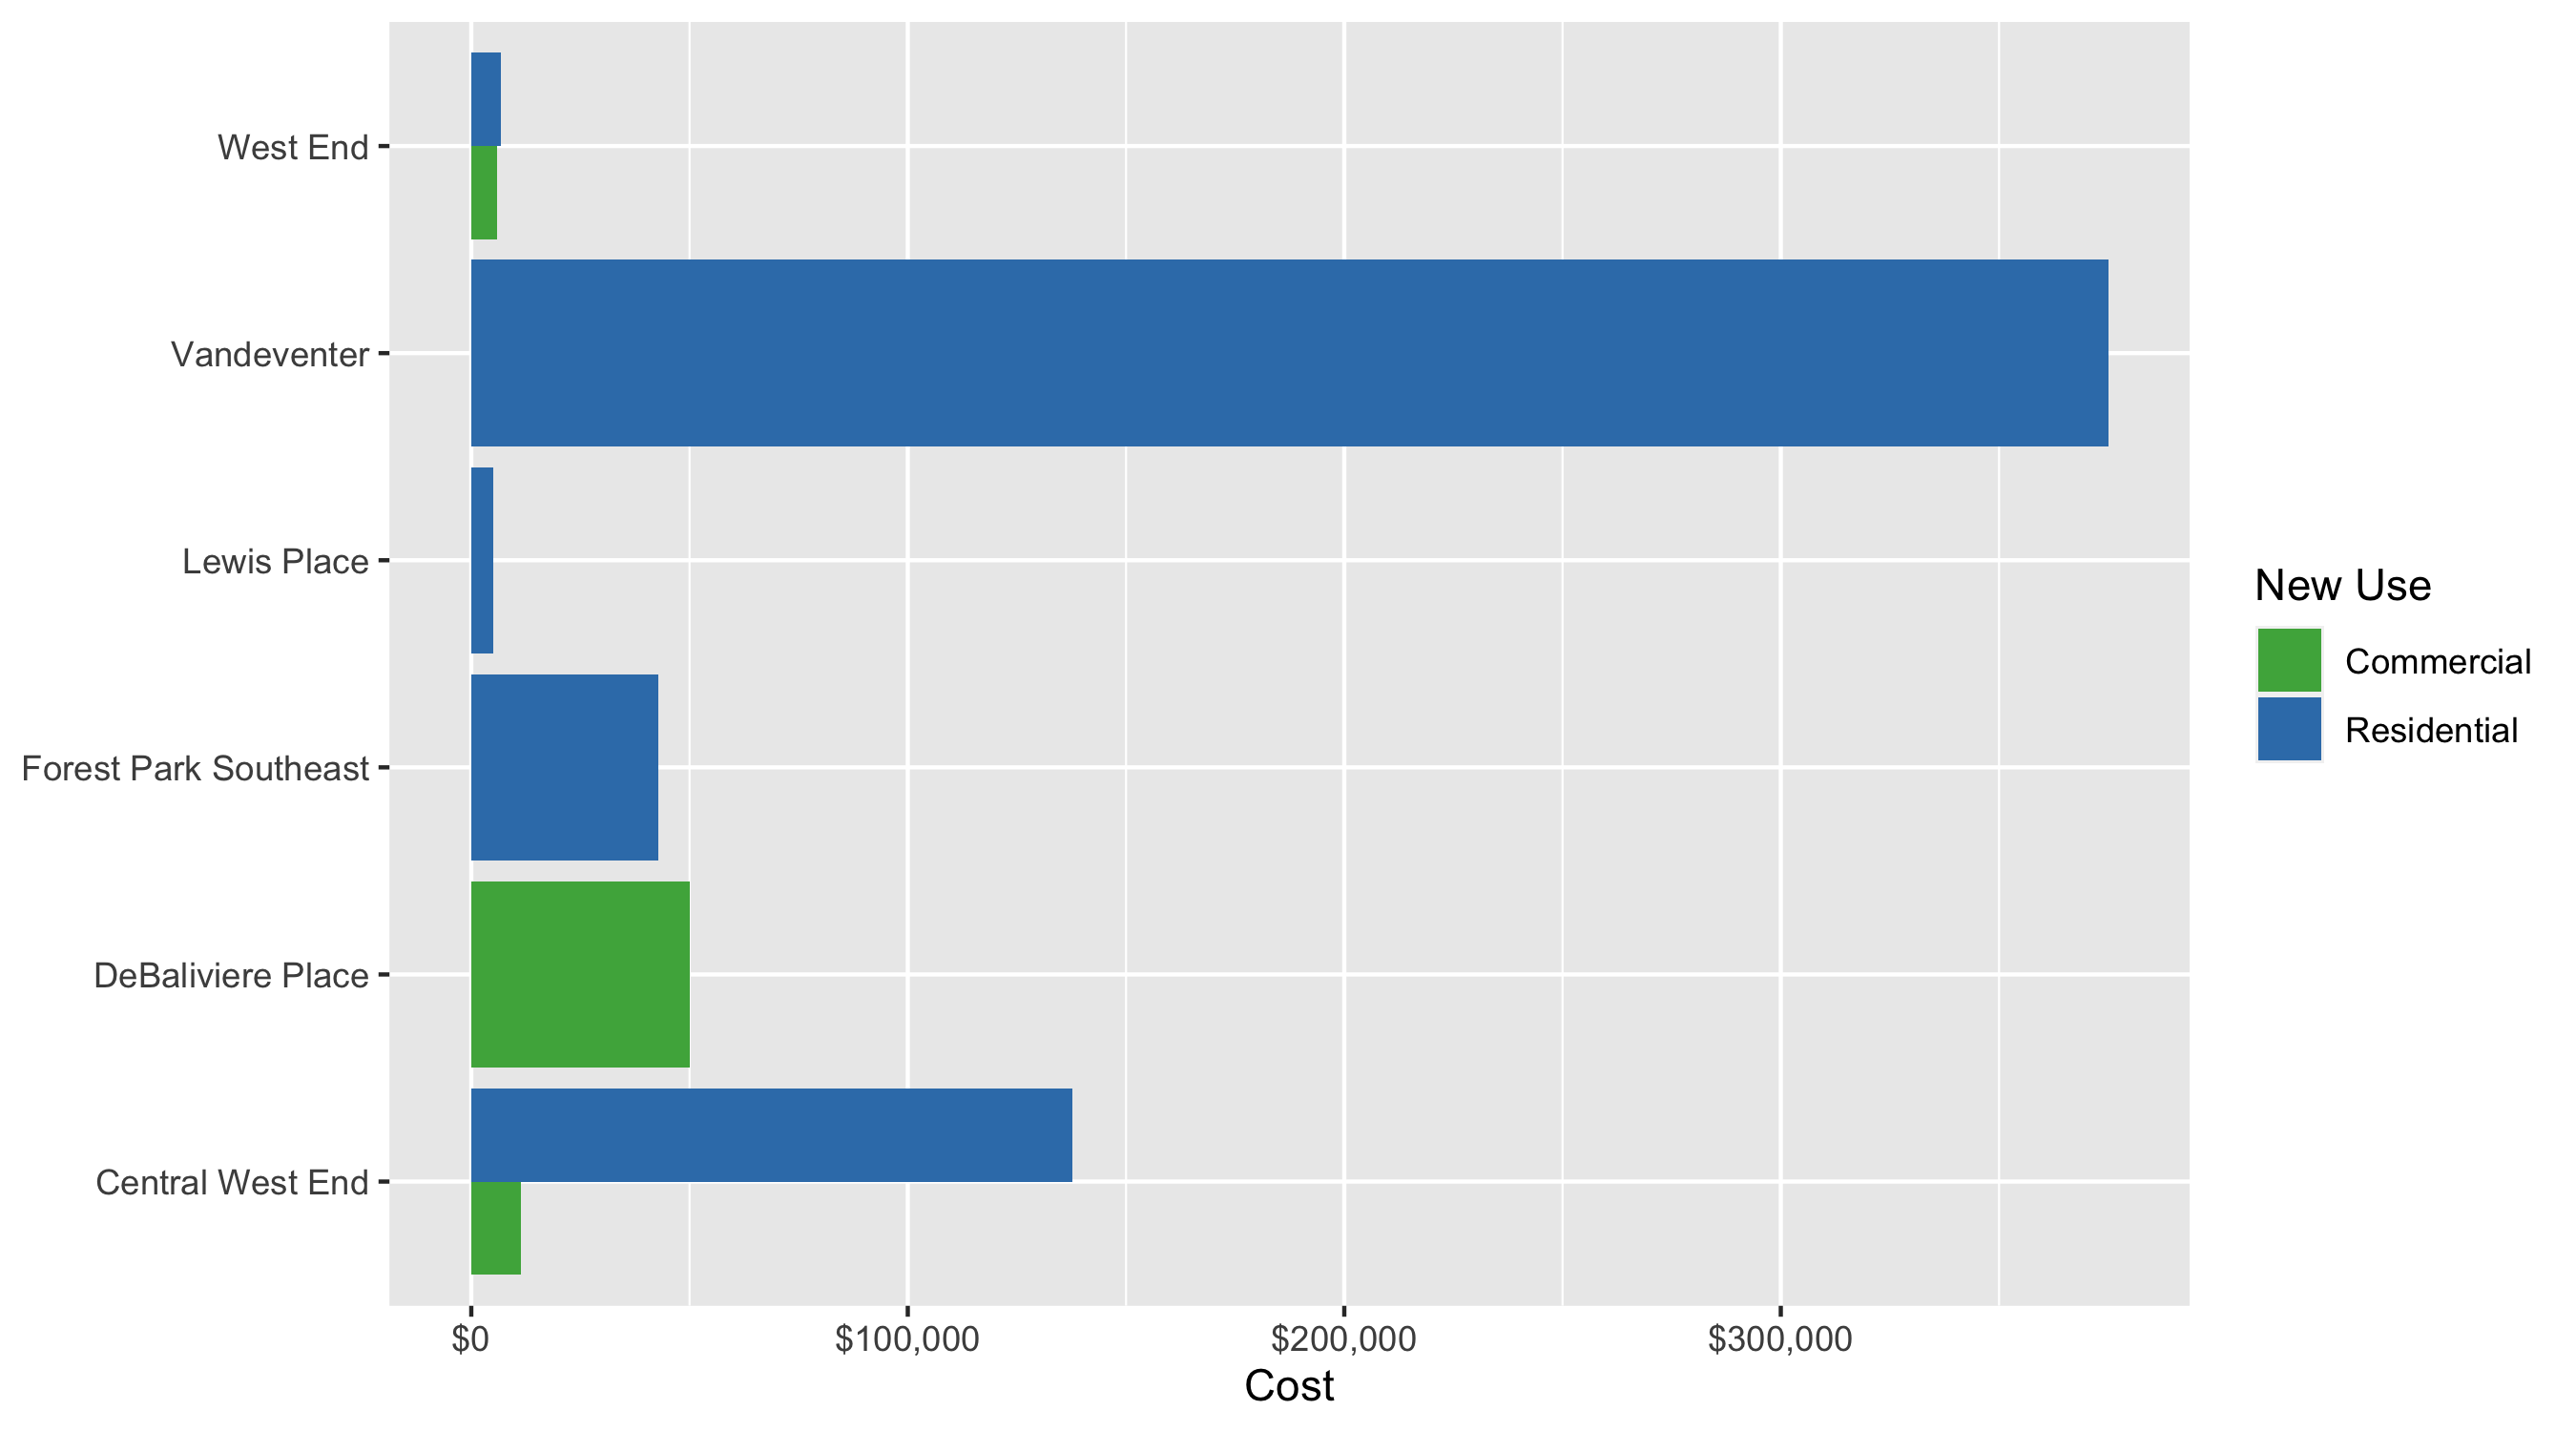 West End
Vandeventer
Lewis Place
Forest Park Southeast
DeBaliviere Place
Central West End
$0 $100,000 $200,000 $300,000
Cost
New Use
Commercial
Residential